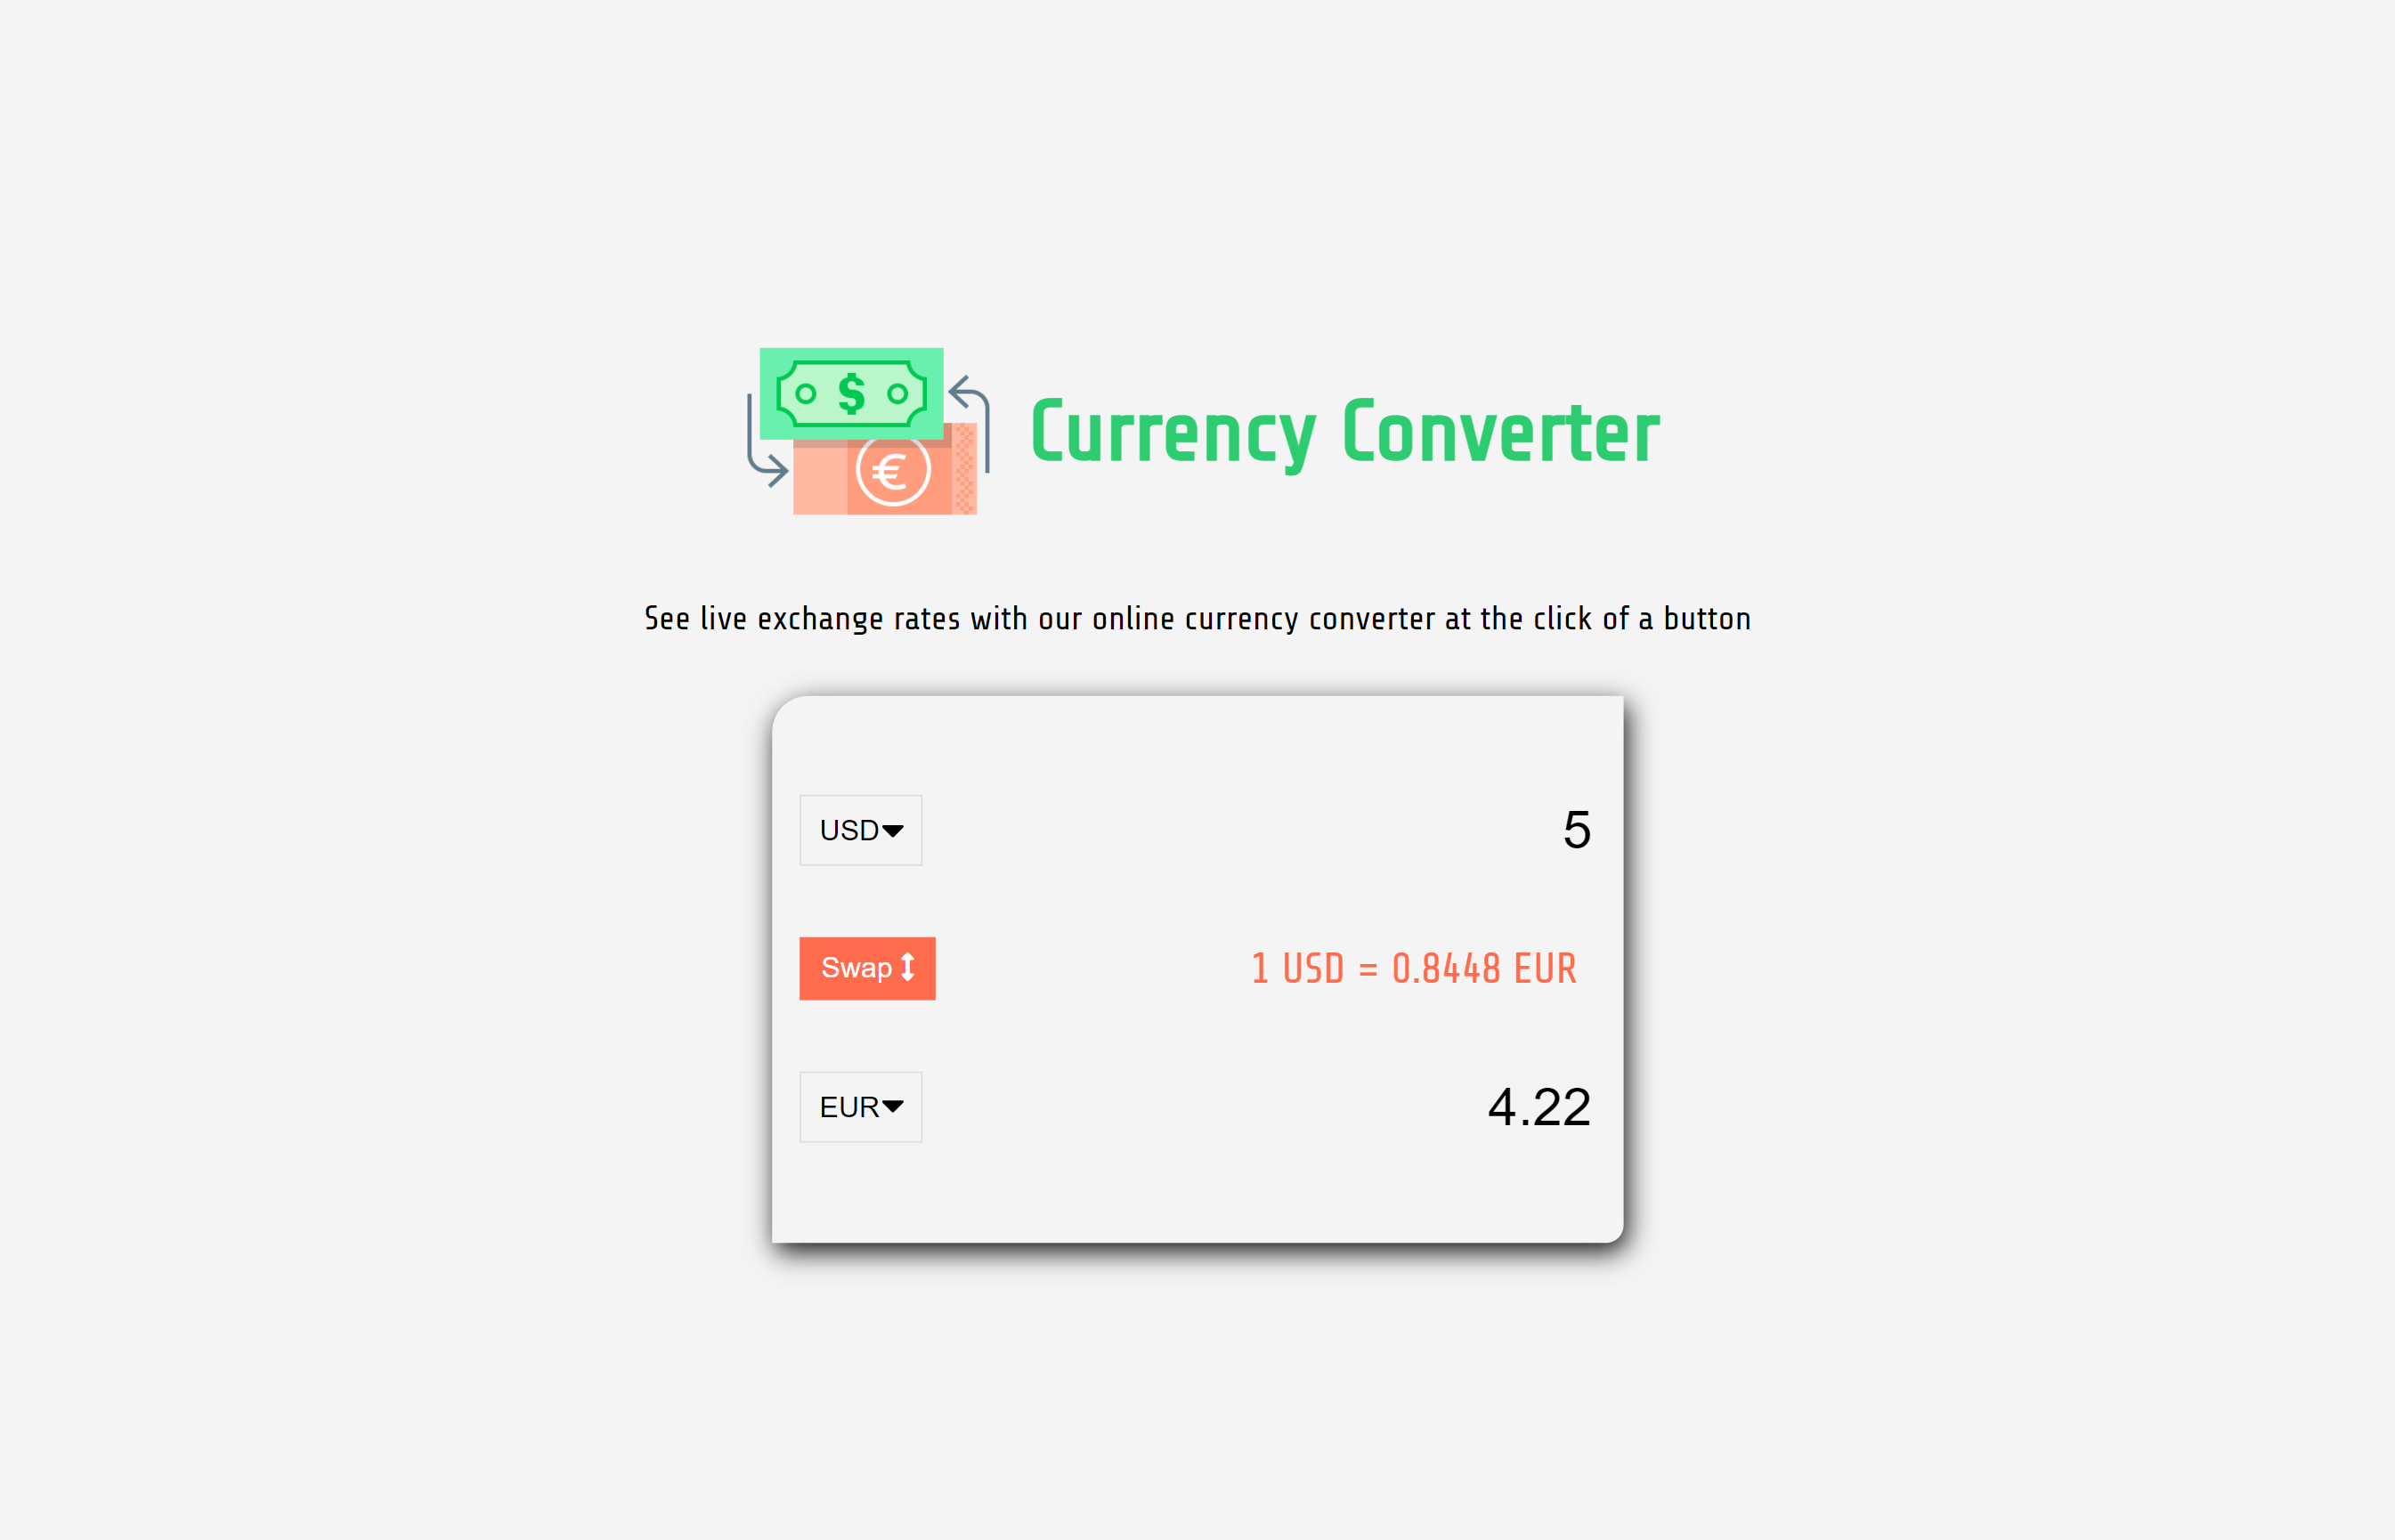 $
€
Currency Converter
See live exchange rates with our online currency converter at the click of a button
USD 5
Swap 1 USD = 0.8448 EUR
EUR 4.22